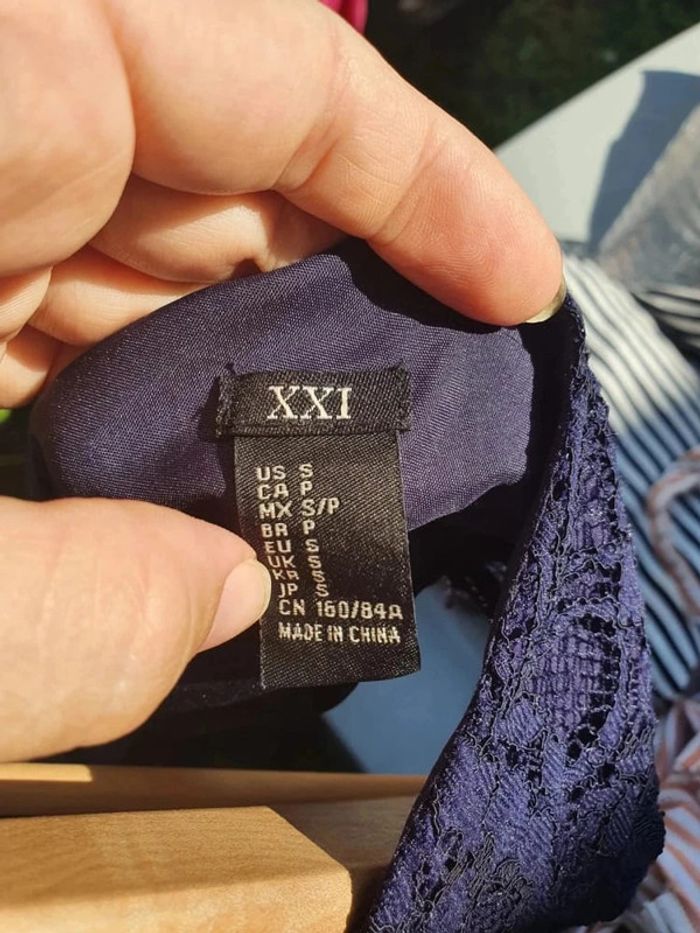 XXI
US S
CA P
MX S/P
BR P
EU S
UK S
KR S
JP S
CN 160/84A
MADE IN CHINA